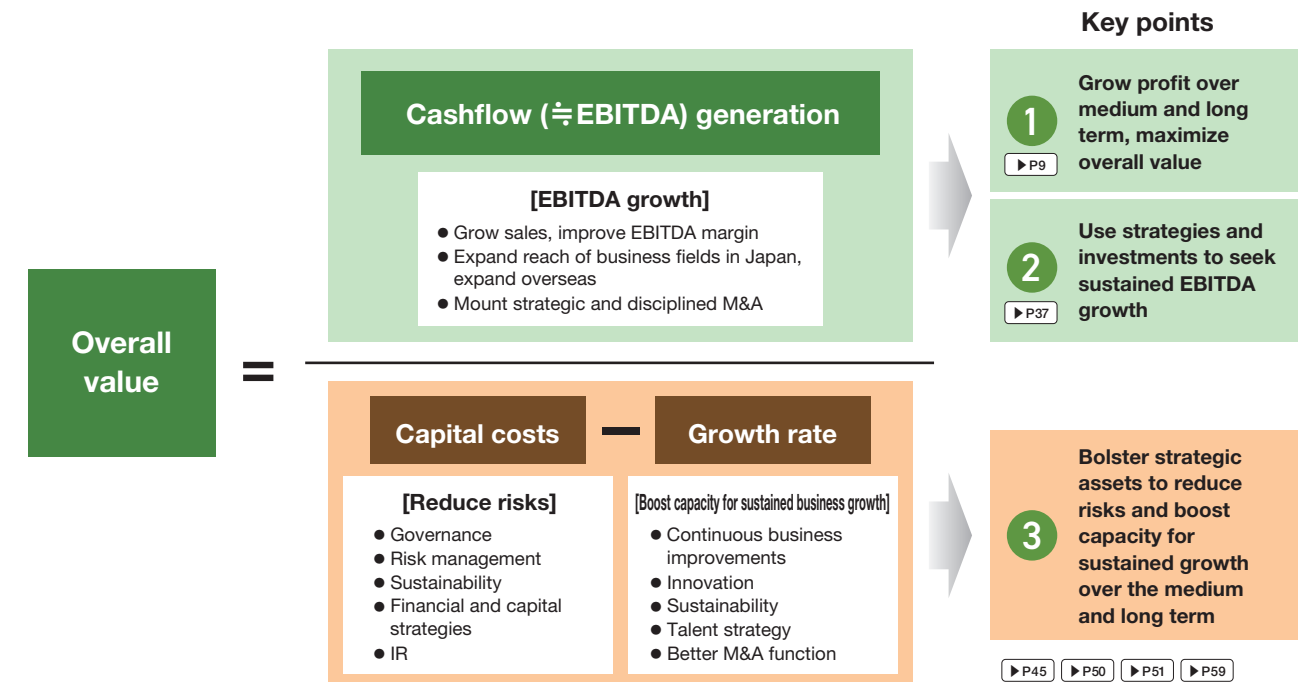 Key points
Cashflow (≒EBITDA) generation
[EBITDA growth]
● Grow sales, improve EBITDA margin
● Expand reach of business fields in Japan,
expand overseas
● Mount strategic and disciplined M&A
1
▶P9
Grow profit over
medium and long
term, maximize
overall value
2
▶P37
Use strategies and
investments to seek
sustained EBITDA
growth
Overall
value
=
Capital costs
—
Growth rate
[Reduce risks]
● Governance
● Risk management
● Sustainability
● Financial and capital
strategies
● IR
[Boost capacity for sustained business growth]
● Continuous business
improvements
● Innovation
● Sustainability
● Talent strategy
● Better M&A function
3
Bolster strategic
assets to reduce
risks and boost
capacity for
sustained growth
over the medium
and long term
▶P45 ▶P50 ▶P51 ▶P59